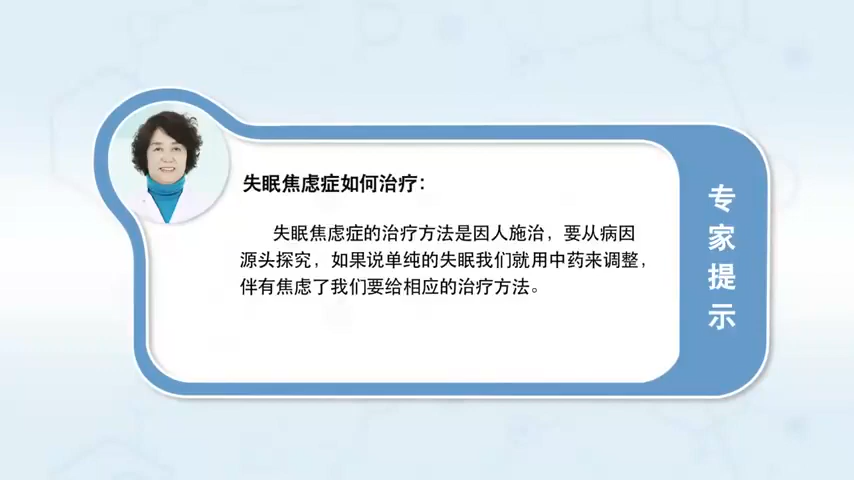 失眠焦虑症如何治疗：
失眠焦虑症的治疗方法是因人施治，要从病因
源头探究，如果说单纯的失眠我们就用中药来调整，
伴有焦虑了我们要给相应的治疗方法。
专家提示